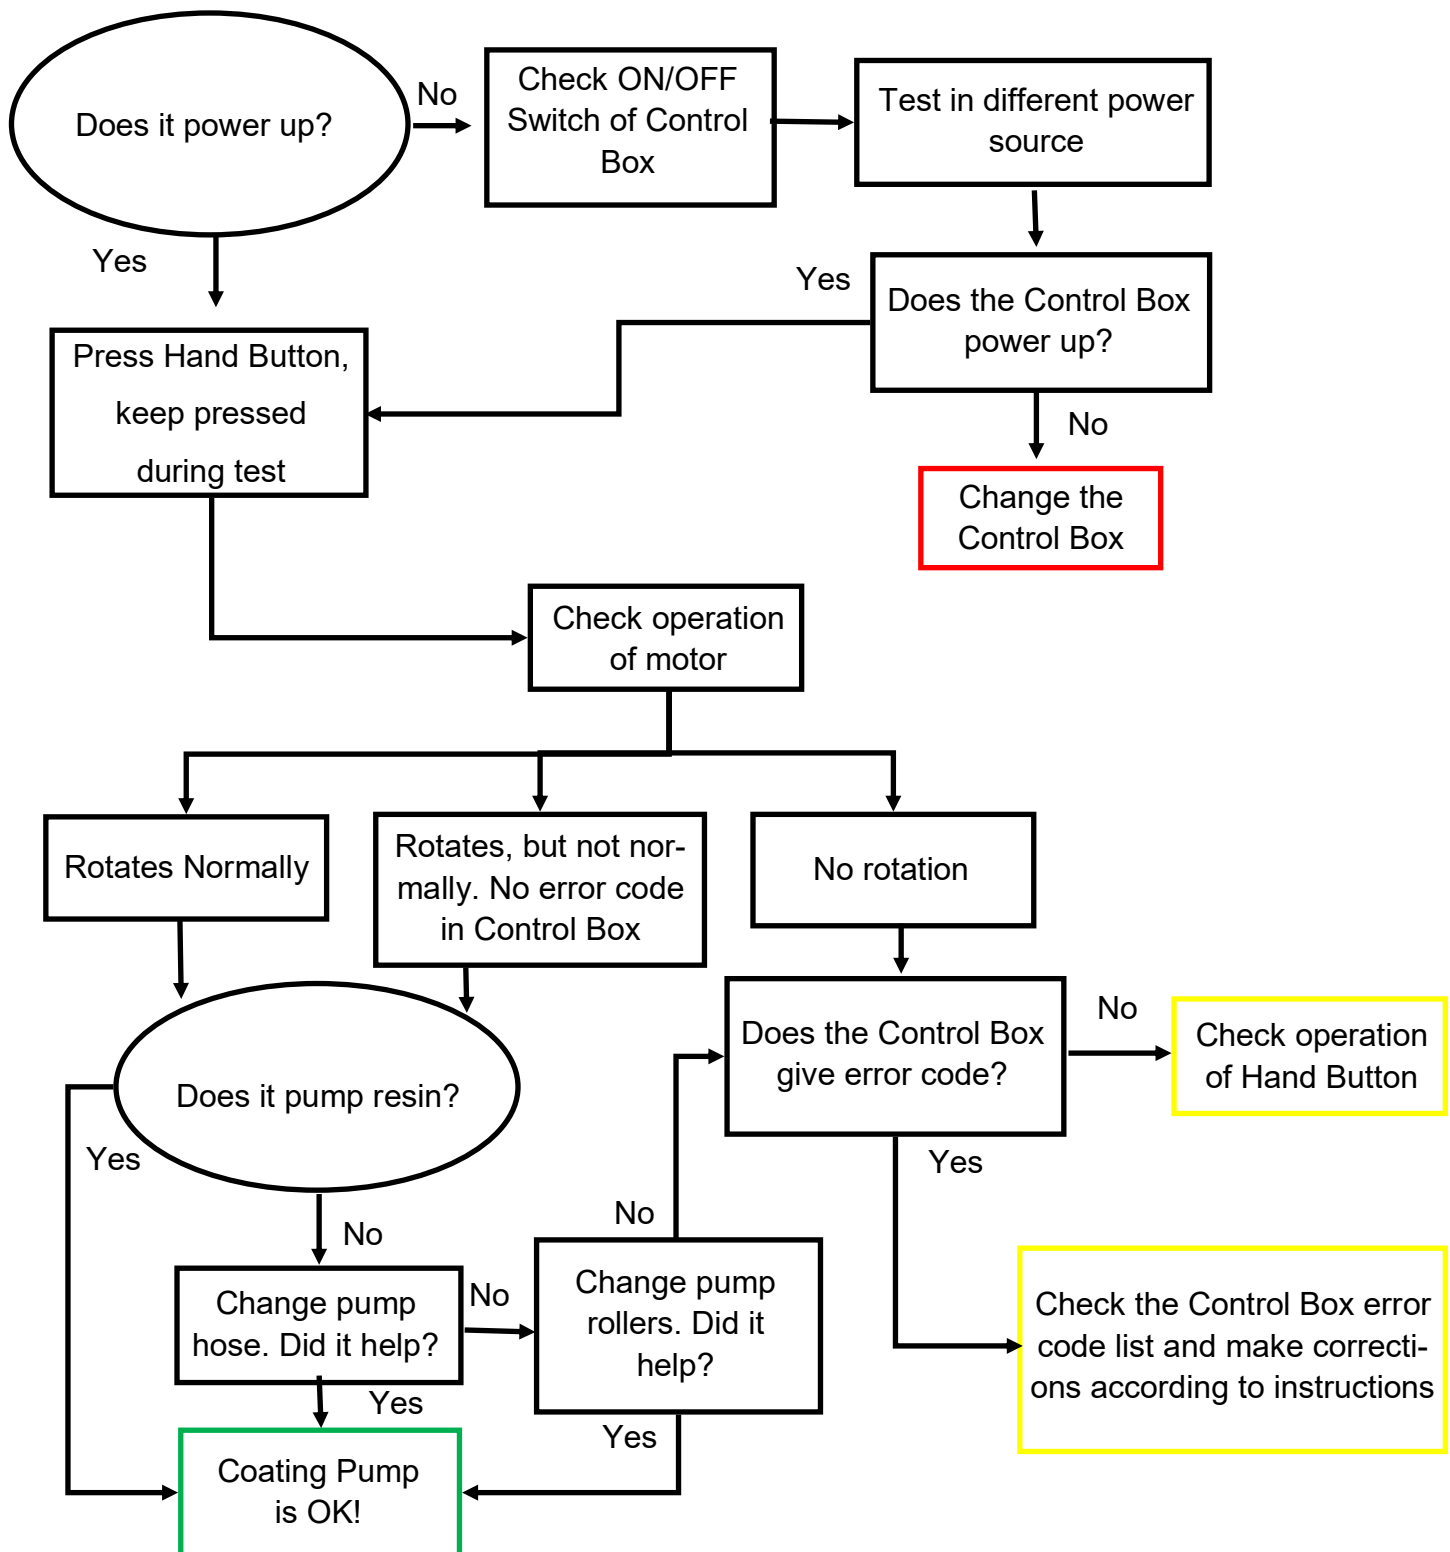 Does it power up?
No
Check ON/OFF
Switch of Control
Box
Test in different power
source
Yes
Yes
Does the Control Box
power up?
Press Hand Button,
keep pressed
during test
No
Change the
Control Box
Check operation
of motor
Rotates Normally
Rotates, but not nor-
mally. No error code
in Control Box
No rotation
Does it pump resin?
Does the Control Box
give error code?
No
Check operation
of Hand Button
Yes
Yes
No
No
Change pump
hose. Did it help?
No
Change pump
rollers. Did it
help?
Check the Control Box error
code list and make correcti-
ons according to instructions
Yes
Yes
Coating Pump
is OK!